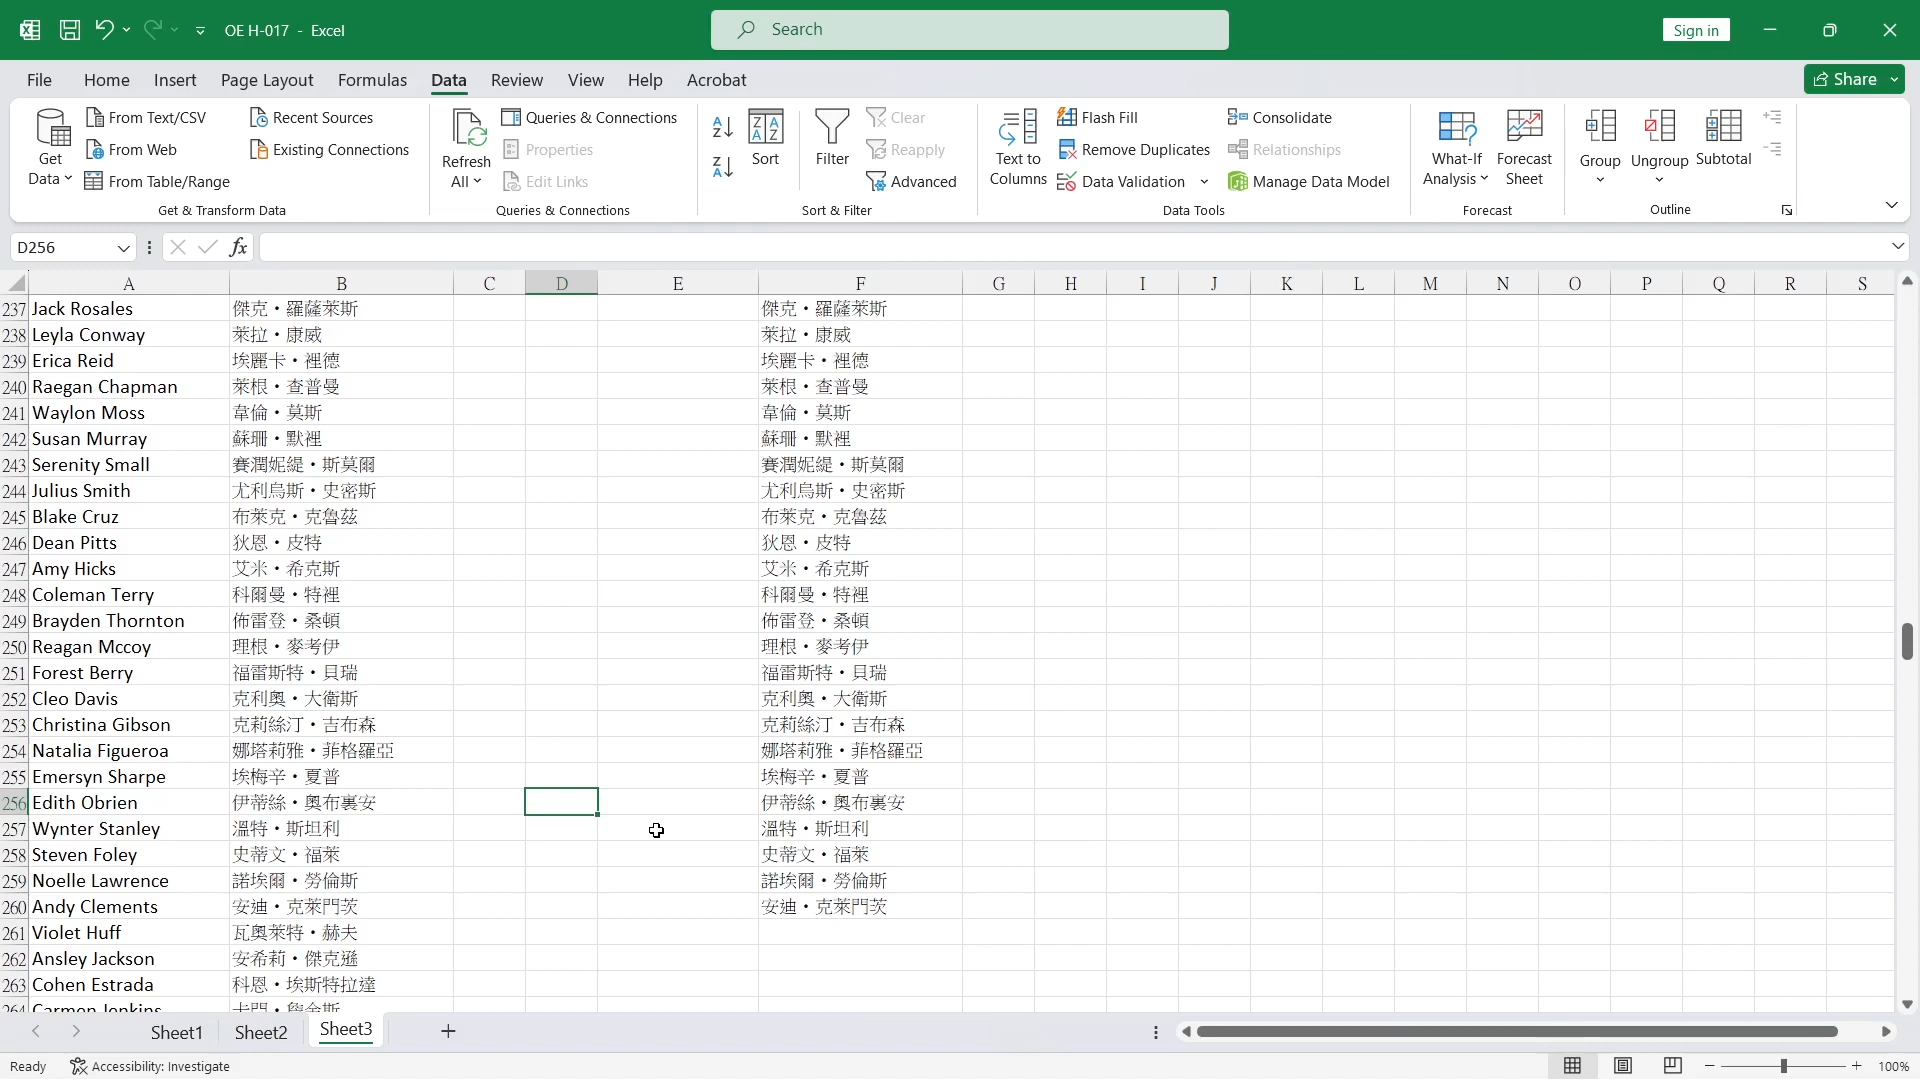 OE H-017 - Excel
Search
Sign in
File Home Insert Page Layout Formulas Data Review View Help Acrobat
Share
Get Data
From Text/CSV
From Web
From Table/Range
Recent Sources
Existing Connections
Get & Transform Data
Refresh All
Queries & Connections
Properties
Edit Links
Queries & Connections
Sort
Filter
Clear
Reapply
Advanced
Sort & Filter
Text to Columns
Flash Fill
Remove Duplicates
Data Validation
Consolidate
Relationships
Manage Data Model
Data Tools
What-If Analysis
Forecast Sheet
Forecast
Group
Ungroup
Subtotal
Outline
D256
fx
A B C D E F G H I J K L M N O P Q R S
237 Jack Rosales 傑克·羅薩萊斯 傑克·羅薩萊斯
238 Leyla Conway 萊拉·康威 萊拉·康威
239 Erica Reid 埃麗卡·裡德 埃麗卡·裡德
240 Raegan Chapman 萊根·查普曼 萊根·查普曼
241 Waylon Moss 韋倫·莫斯 韋倫·莫斯
242 Susan Murray 蘇珊·默裡 蘇珊·默裡
243 Serenity Small 賽潤妮緹·斯莫爾 賽潤妮緹·斯莫爾
244 Julius Smith 尤利烏斯·史密斯 尤利烏斯·史密斯
245 Blake Cruz 布萊克·克魯茲 布萊克·克魯茲
246 Dean Pitts 狄恩·皮特 狄恩·皮特
247 Amy Hicks 艾米·希克斯 艾米·希克斯
248 Coleman Terry 科爾曼·特裡 科爾曼·特裡
249 Brayden Thornton 佈雷登·桑頓 佈雷登·桑頓
250 Reagan Mccoy 理根·麥考伊 理根·麥考伊
251 Forest Berry 福雷斯特·貝瑞 福雷斯特·貝瑞
252 Cleo Davis 克利奧·大衛斯 克利奧·大衛斯
253 Christina Gibson 克莉絲汀·吉布森 克莉絲汀·吉布森
254 Natalia Figueroa 娜塔莉雅·菲格羅亞 娜塔莉雅·菲格羅亞
255 Emersyn Sharpe 埃梅辛·夏普 埃梅辛·夏普
256 Edith Obrien 伊蒂絲·奧布裏安 伊蒂絲·奧布裏安
257 Wynter Stanley 溫特·斯坦利 溫特·斯坦利
258 Steven Foley 史蒂文·福萊 史蒂文·福萊
259 Noelle Lawrence 諾埃爾·勞倫斯 諾埃爾·勞倫斯
260 Andy Clements 安迪·克萊門茨 安迪·克萊門茨
261 Violet Huff 瓦奧萊特·赫夫
262 Ansley Jackson 安希莉·傑克遜
263 Cohen Estrada 科恩·埃斯特拉達
264 Carmen Jenkins 卡門·詹金斯
Sheet1 Sheet2 Sheet3
Ready
Accessibility: Investigate
100%